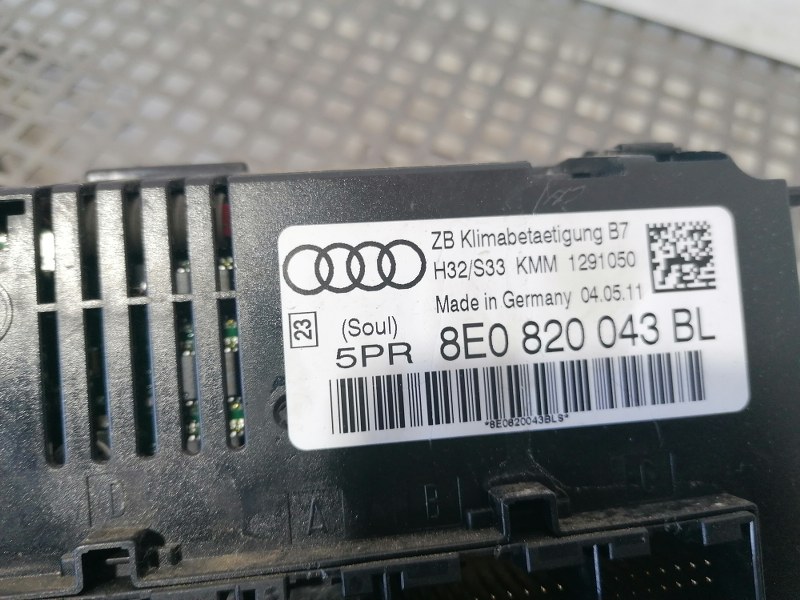 ZB Klimabetaetigung B7
H32/S33 KMM 1291050
Made in Germany 04.05.11
23
(Soul)
5PR 8E0 820 043 BL
*8E0820043BLS*
D
A
B
C